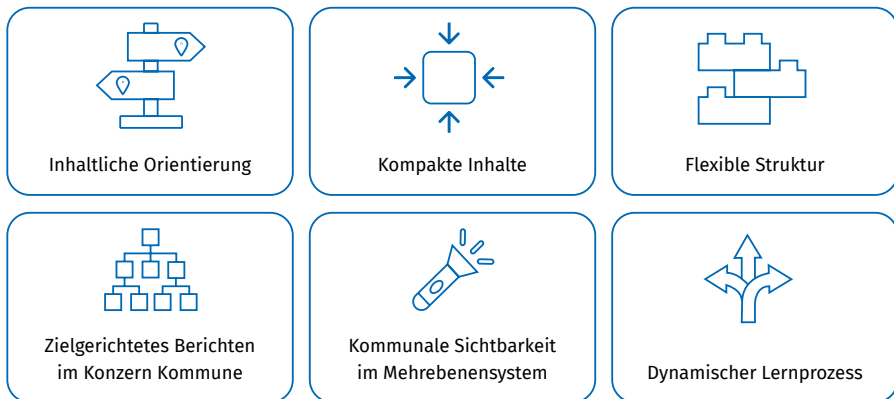 Inhaltliche Orientierung
Kompakte Inhalte
Flexible Struktur
Zielgerichtetes Berichten
im Konzern Kommune
Kommunale Sichtbarkeit
im Mehrebenensystem
Dynamischer Lernprozess